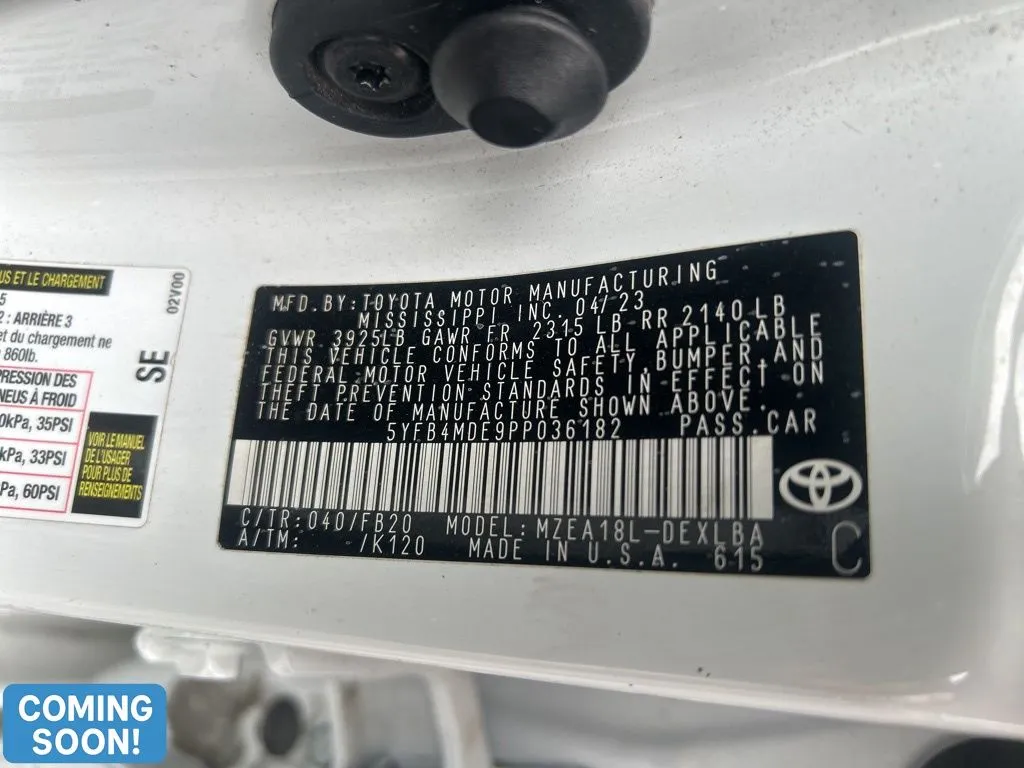 US ET LE CHARGEMENT
5
2 : ARRIÈRE 3
et du chargement ne
860lb.
PRESSION DES
NEUS À FROID
0kPa, 35PSI
kPa, 33PSI
Pa, 60PSI
02V00
SE
VOIR LE MANUEL
DE L'USAGER
POUR PLUS DE
RENSEIGNEMENTS
MFD. BY: TOYOTA MOTOR MANUFACTURING
MISSISSIPPI INC. 04/23
GVWR 3925LB GAWR FR 2315 LB RR 2140 LB
THIS VEHICLE CONFORMS TO ALL APPLICABLE
FEDERAL MOTOR VEHICLE SAFETY, BUMPER, AND
THEFT PREVENTION STANDARDS IN EFFECT ON
THE DATE OF MANUFACTURE SHOWN ABOVE.
5YFB4MDE9PP036182 PASS. CAR
C/TR: 040/FB20 MODEL: MZEA18L-DEXLBA
A/TM: /K120 MADE IN U.S.A. 615
C
COMING
SOON!